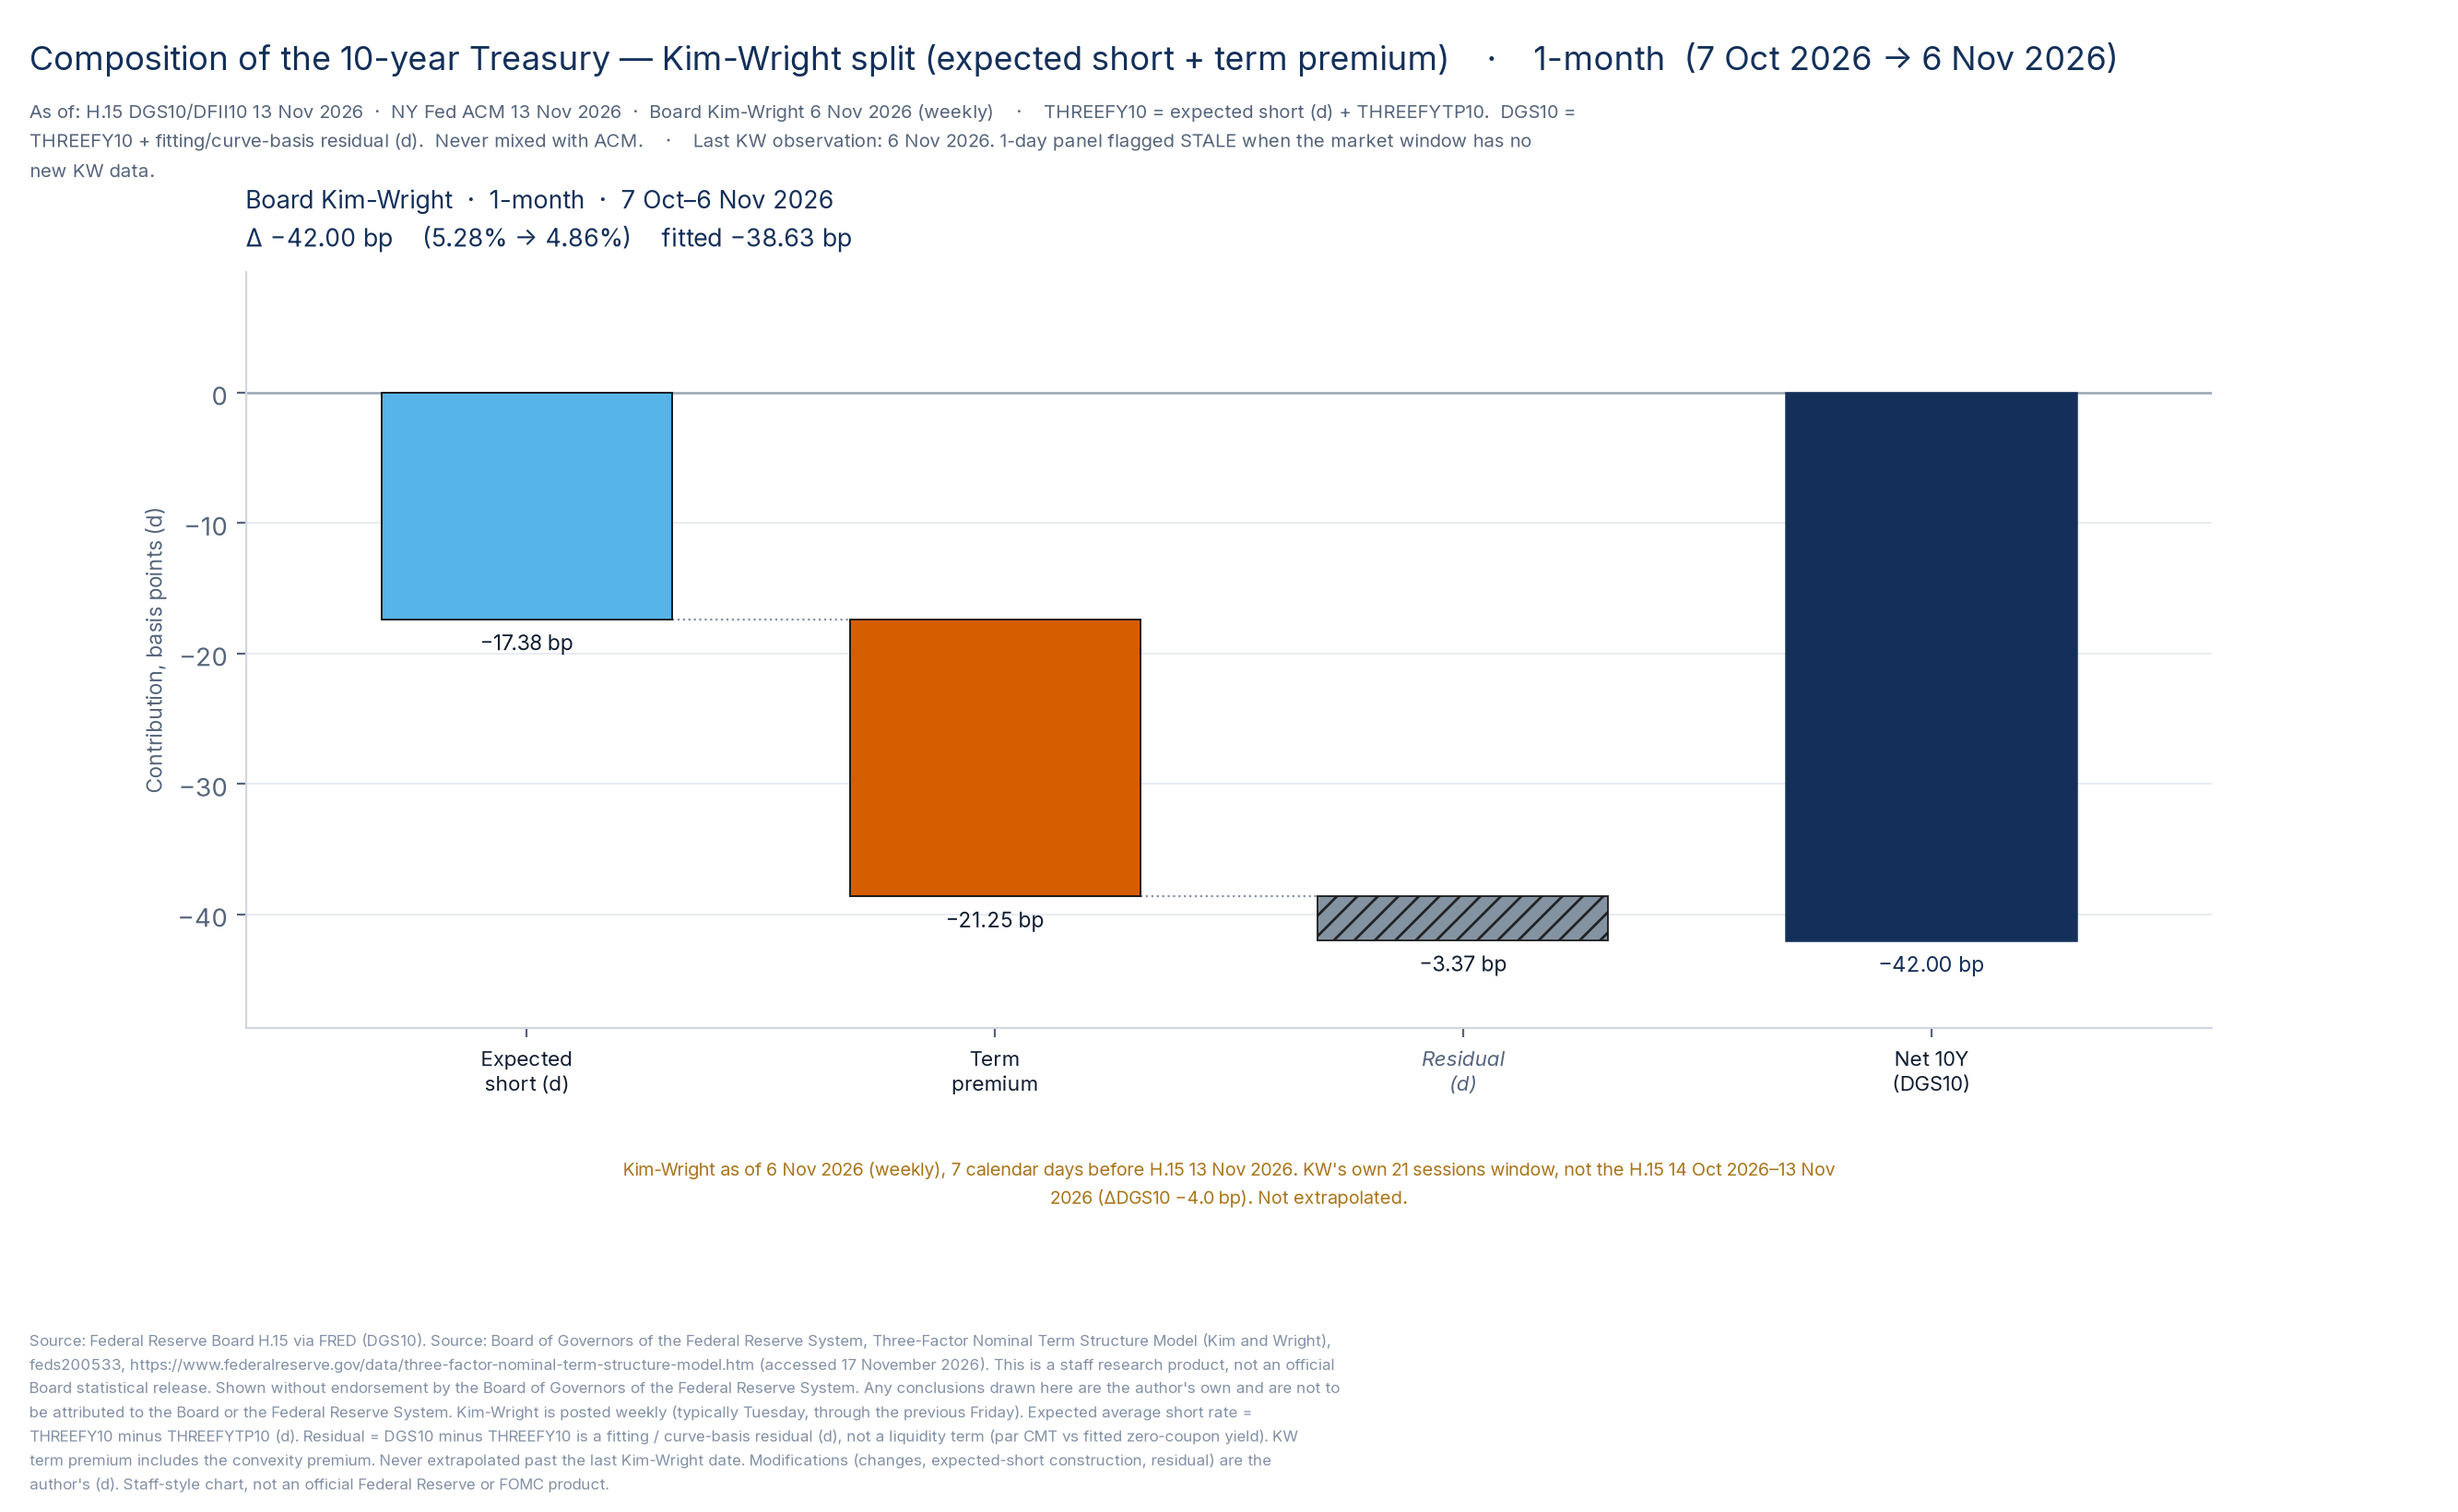 Composition of the 10-year Treasury — Kim-Wright split (expected short + term premium) · 1-month (7 Oct 2026 → 6 Nov 2026)
As of: H.15 DGS10/DFII10 13 Nov 2026 · NY Fed ACM 13 Nov 2026 · Board Kim-Wright 6 Nov 2026 (weekly) · THREEFY10 = expected short (d) + THREEFYTP10. DGS10 =
THREEFY10 + fitting/curve-basis residual (d). Never mixed with ACM. · Last KW observation: 6 Nov 2026. 1-day panel flagged STALE when the market window has no
new KW data.
Board Kim-Wright · 1-month · 7 Oct–6 Nov 2026
Δ −42.00 bp (5.28% → 4.86%) fitted −38.63 bp
Contribution, basis points (d)
0
−10
−20
−30
−40
−17.38 bp
−21.25 bp
−3.37 bp
−42.00 bp
Expected
short (d)
Term
premium
Residual
(d)
Net 10Y
(DGS10)
Kim-Wright as of 6 Nov 2026 (weekly), 7 calendar days before H.15 13 Nov 2026. KW's own 21 sessions window, not the H.15 14 Oct 2026–13 Nov
2026 (ΔDGS10 −4.0 bp). Not extrapolated.
Source: Federal Reserve Board H.15 via FRED (DGS10). Source: Board of Governors of the Federal Reserve System, Three-Factor Nominal Term Structure Model (Kim and Wright),
feds200533, https://www.federalreserve.gov/data/three-factor-nominal-term-structure-model.htm (accessed 17 November 2026). This is a staff research product, not an official
Board statistical release. Shown without endorsement by the Board of Governors of the Federal Reserve System. Any conclusions drawn here are the author's own and are not to
be attributed to the Board or the Federal Reserve System. Kim-Wright is posted weekly (typically Tuesday, through the previous Friday). Expected average short rate =
THREEFY10 minus THREEFYTP10 (d). Residual = DGS10 minus THREEFY10 is a fitting / curve-basis residual (d), not a liquidity term (par CMT vs fitted zero-coupon yield). KW
term premium includes the convexity premium. Never extrapolated past the last Kim-Wright date. Modifications (changes, expected-short construction, residual) are the
author's (d). Staff-style chart, not an official Federal Reserve or FOMC product.